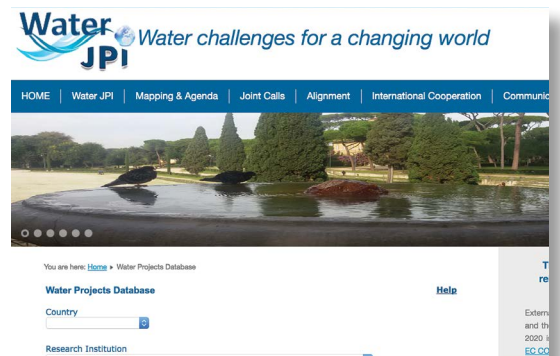 Water
JPI
Water challenges for a changing world
HOME
Water JPI
Mapping & Agenda
Joint Calls
Alignment
International Cooperation
You are here: Home ▸ Water Projects Database
Water Projects Database
Help
Country
Research Institution
Extern
and th
2020 i
EC CO